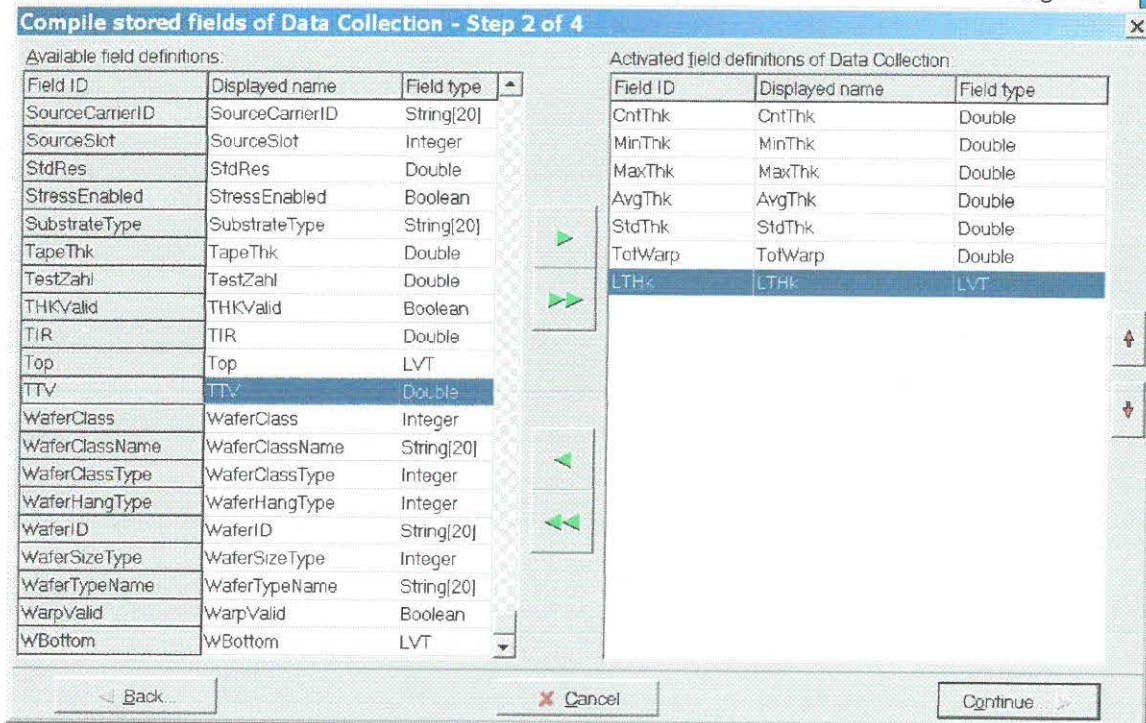 Compile stored fields of Data Collection - Step 2 of 4
Available field definitions:
Field ID Displayed name Field type
SourceCarrierID SourceCarrierID String[20]
SourceSlot SourceSlot Integer
StdRes StdRes Double
StressEnabled StressEnabled Boolean
SubstrateType SubstrateType String[20]
TapeThk TapeThk Double
TestZahl TestZahl Double
THKValid THKValid Boolean
TIR TIR Double
Top Top LVT
TTV TTV Double
WaferClass WaferClass Integer
WaferClassName WaferClassName String[20]
WaferClassType WaferClassType Integer
WaferHangType WaferHangType Integer
WaferID WaferID String[20]
WaferSizeType WaferSizeType Integer
WaferTypeName WaferTypeName String[20]
WarpValid WarpValid Boolean
WBottom WBottom LVT
Activated field definitions of Data Collection:
Field ID Displayed name Field type
CntThk CntThk Double
MinThk MinThk Double
MaxThk MaxThk Double
AvgThk AvgThk Double
StdThk StdThk Double
TotWarp TotWarp Double
LTHk LTHk LVT
Back...
Cancel
Continue...